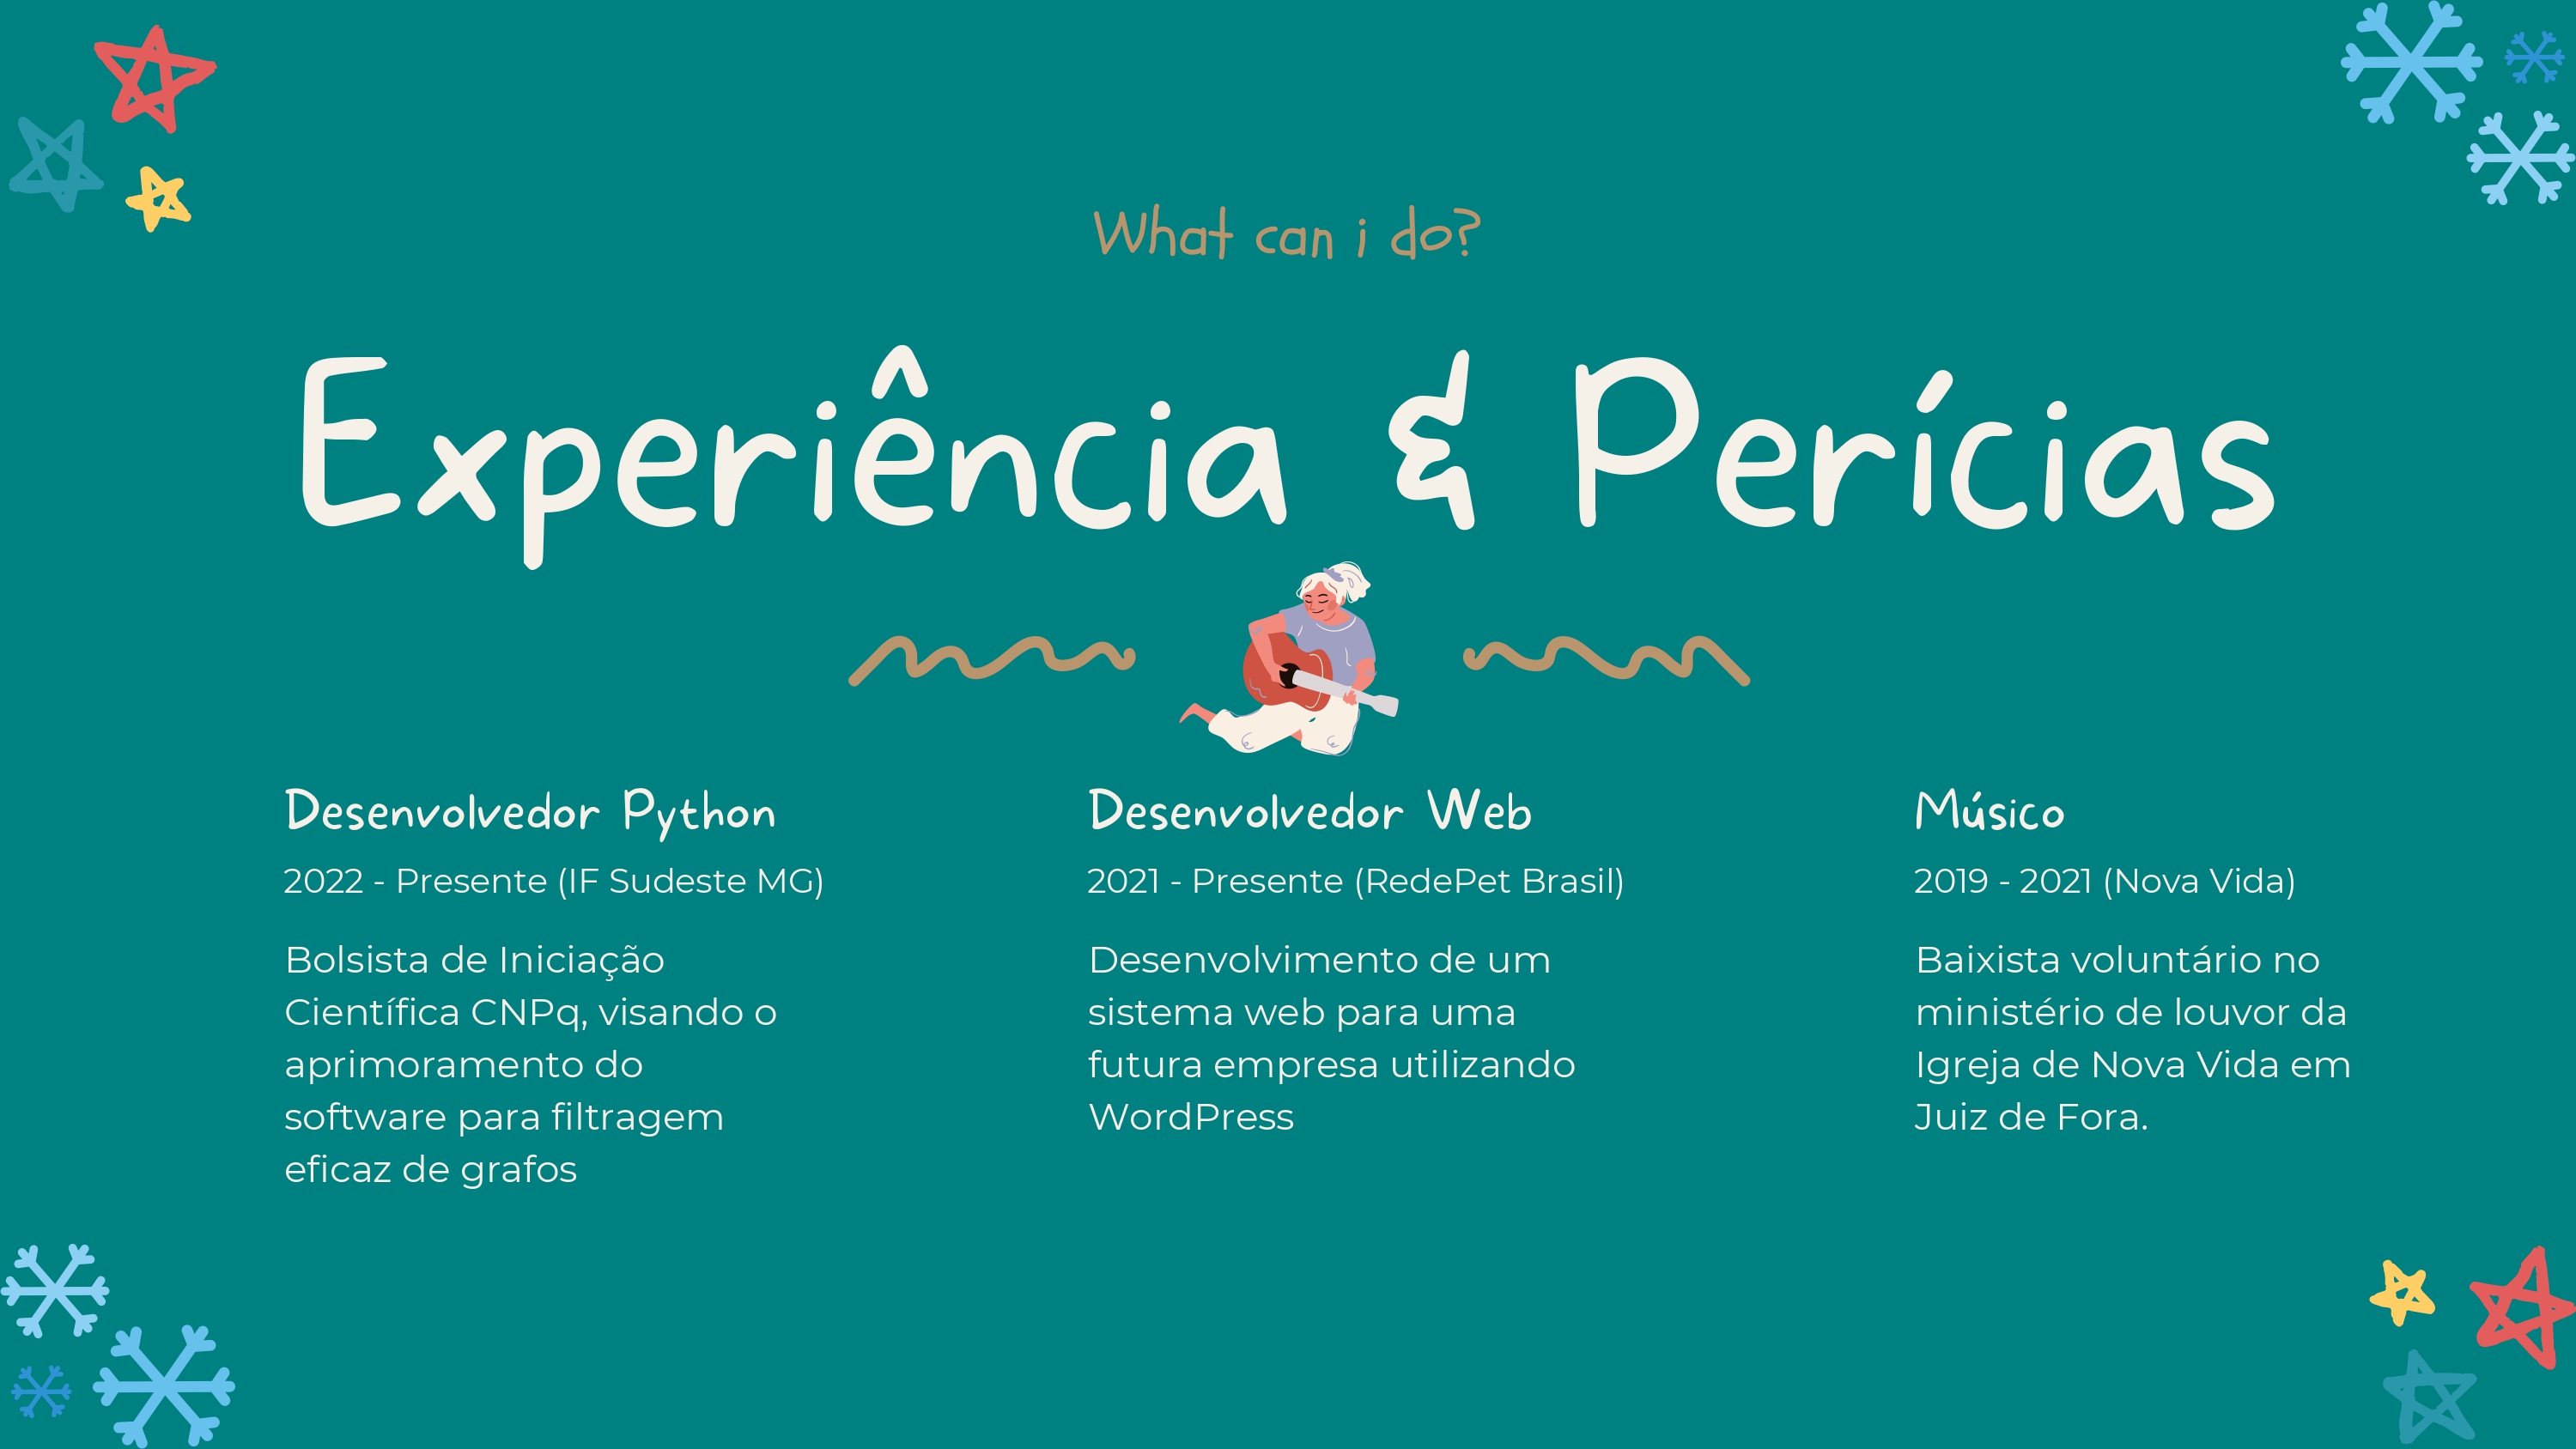 What can i do?
Experiência & Perícias
Desenvolvedor Python
2022 - Presente (IF Sudeste MG)
Bolsista de Iniciação
Científica CNPq, visando o
aprimoramento do
software para filtragem
eficaz de grafos
Desenvolvedor Web
2021 - Presente (RedePet Brasil)
Desenvolvimento de um
sistema web para uma
futura empresa utilizando
WordPress
Músico
2019 - 2021 (Nova Vida)
Baixista voluntário no
ministério de louvor da
Igreja de Nova Vida em
Juiz de Fora.